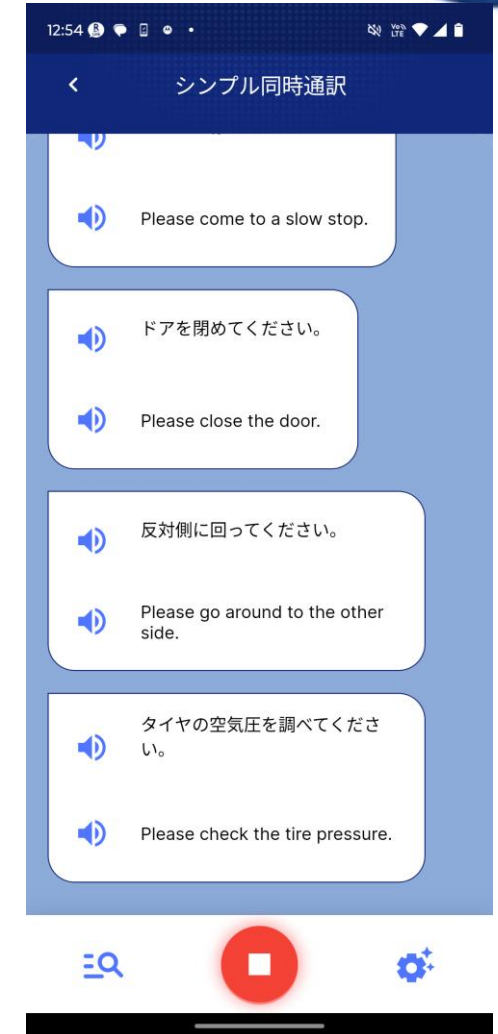 12:54
Vo))
LTE
シンプル同時通訳
Please come to a slow stop.
ドアを閉めてください。
Please close the door.
反対側に回ってください。
Please go around to the other
side.
タイヤの空気圧を調べてくださ
い。
Please check the tire pressure.